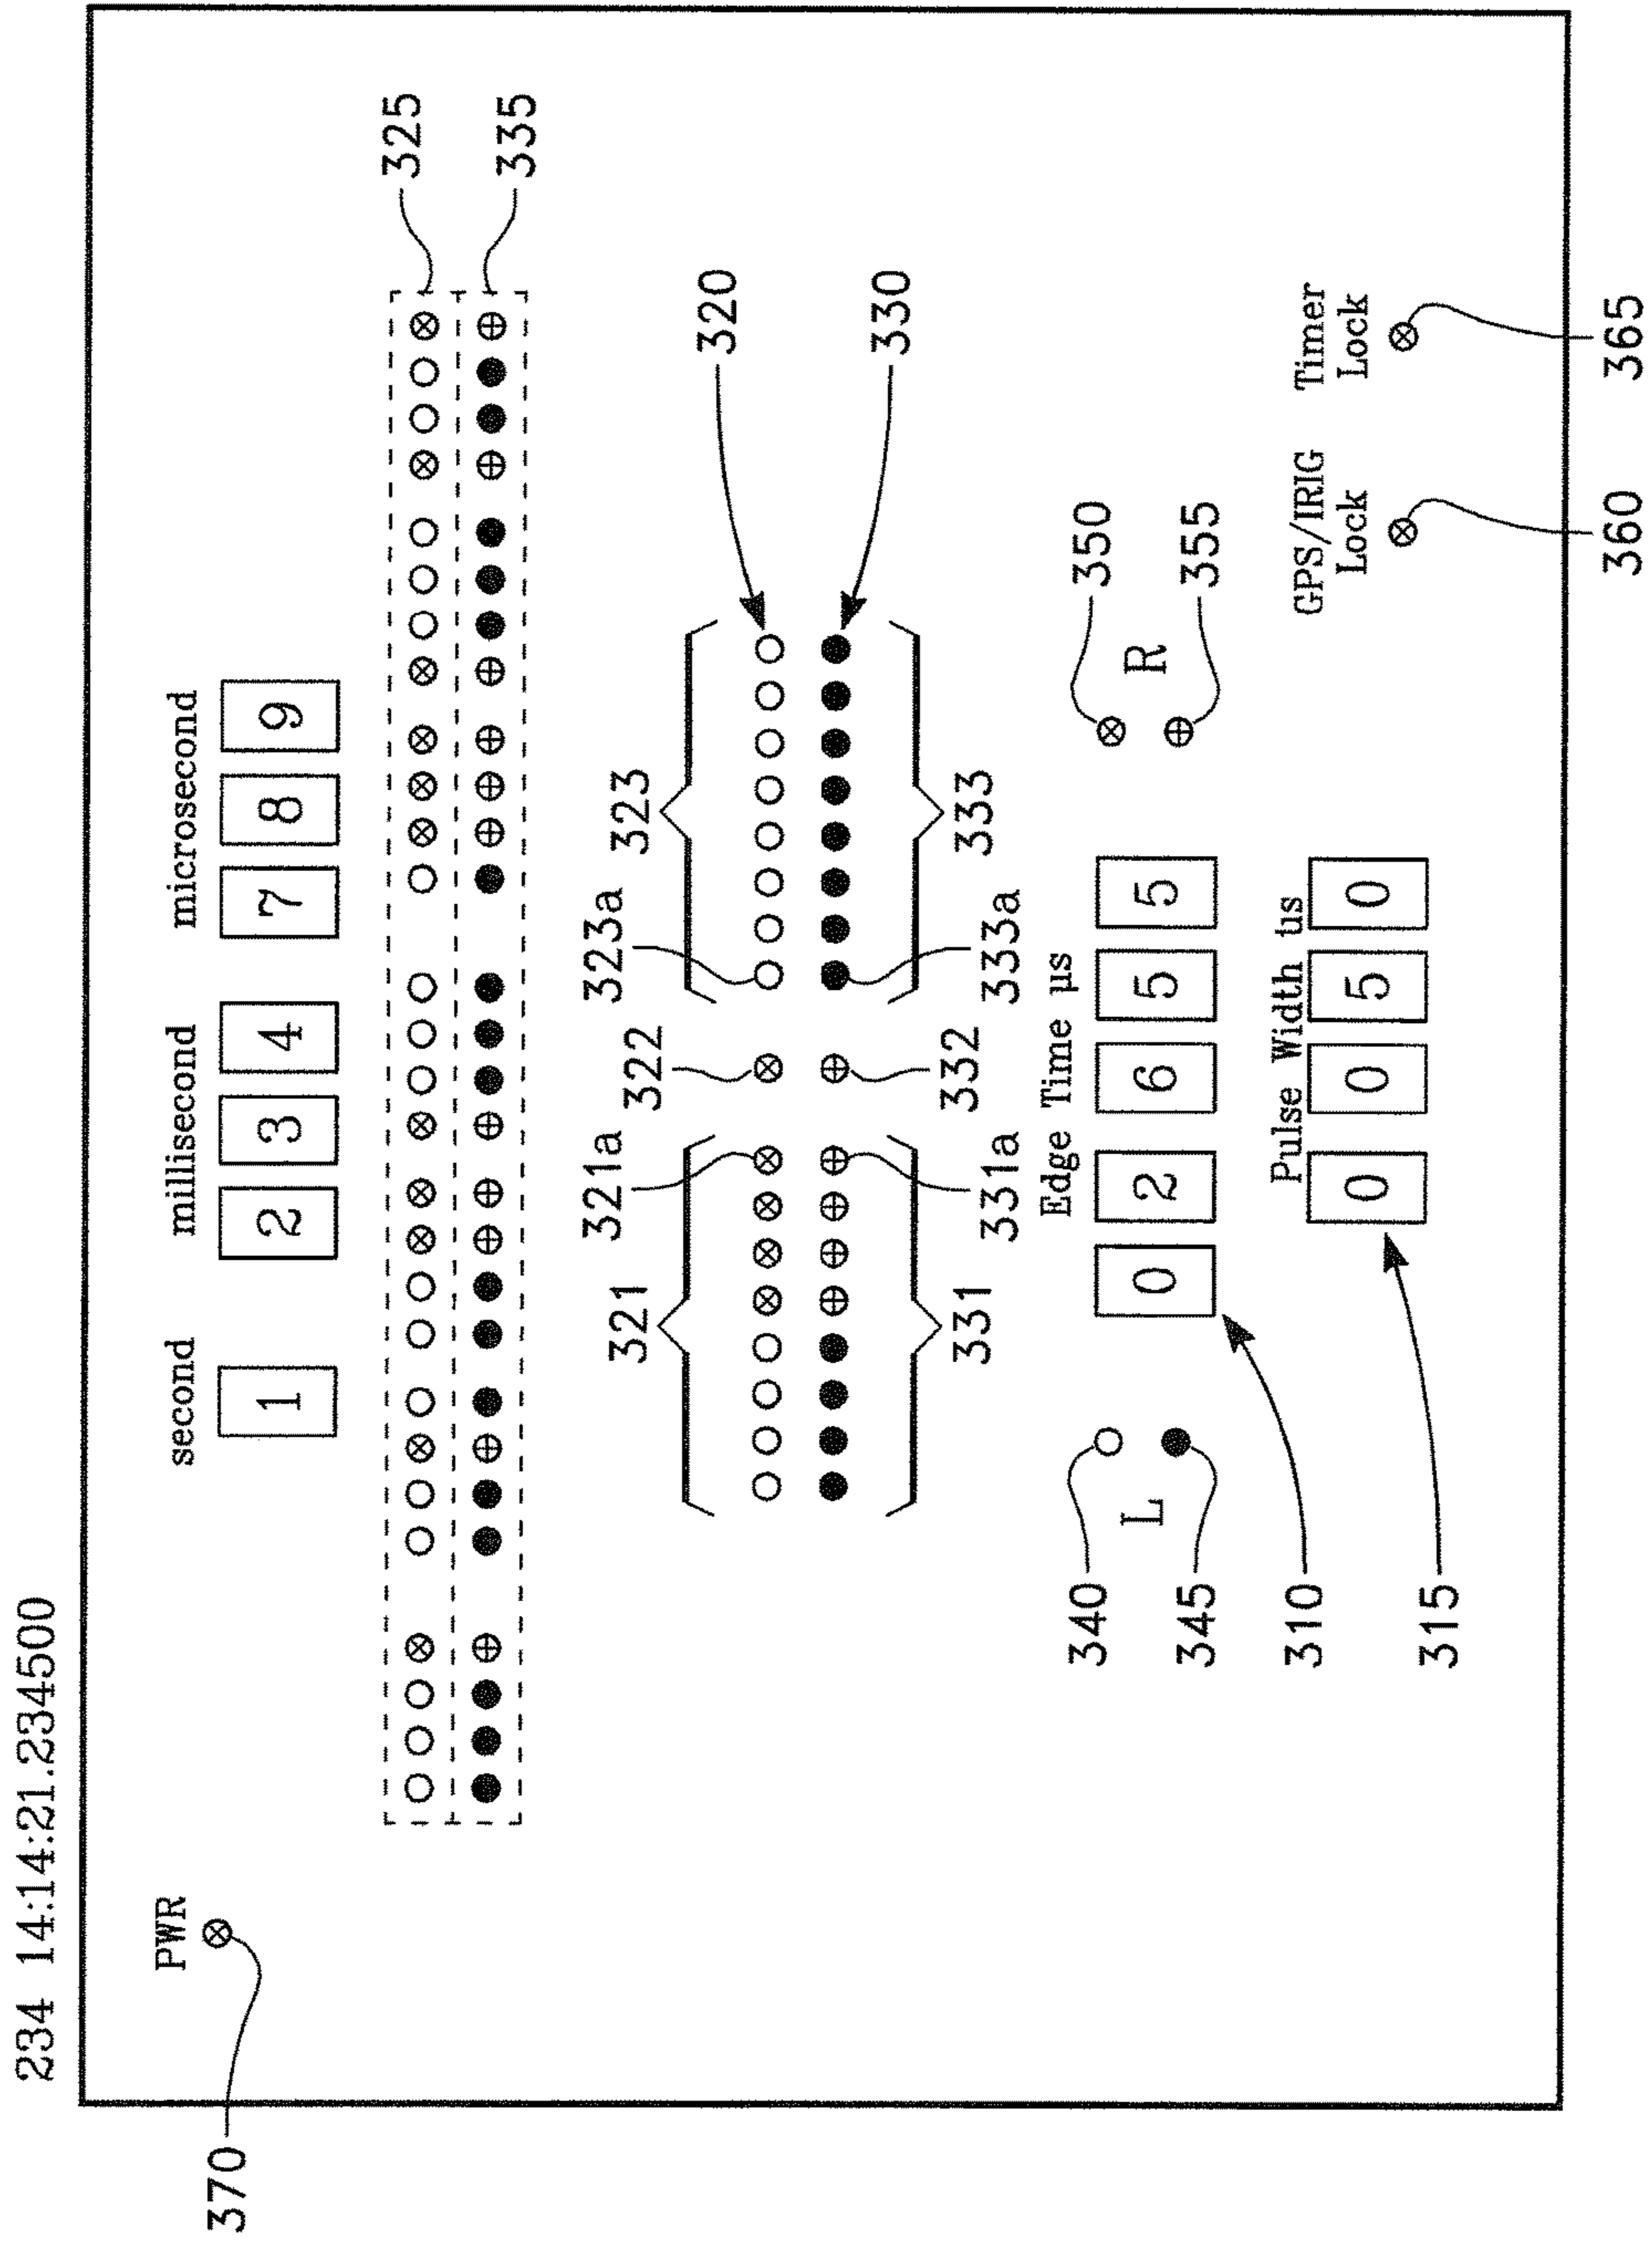 234 14:14:21.234500
370
PWR
second millisecond microsecond
1 2 3 4 7 8 9
325
335
321 321a 322 323a 323 320
331 331a 332 333a 333 330
340 L 345
Edge Time µs
0 2 6 5 5
310
350 R 355
Pulse Width us
0 0 5 0
315
GPS/IRIG Lock
360
Timer Lock
365